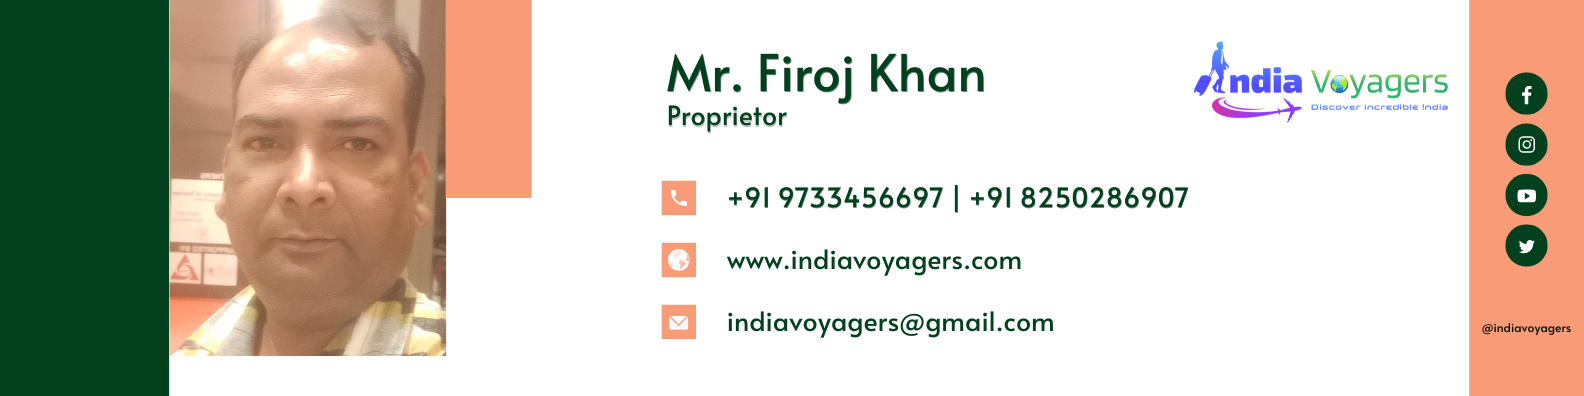 Mr. Firoj Khan
Proprietor
India Voyagers
Discover Incredible India
+91 9733456697 | +91 8250286907
www.indiavoyagers.com
indiavoyagers@gmail.com
@indiavoyagers